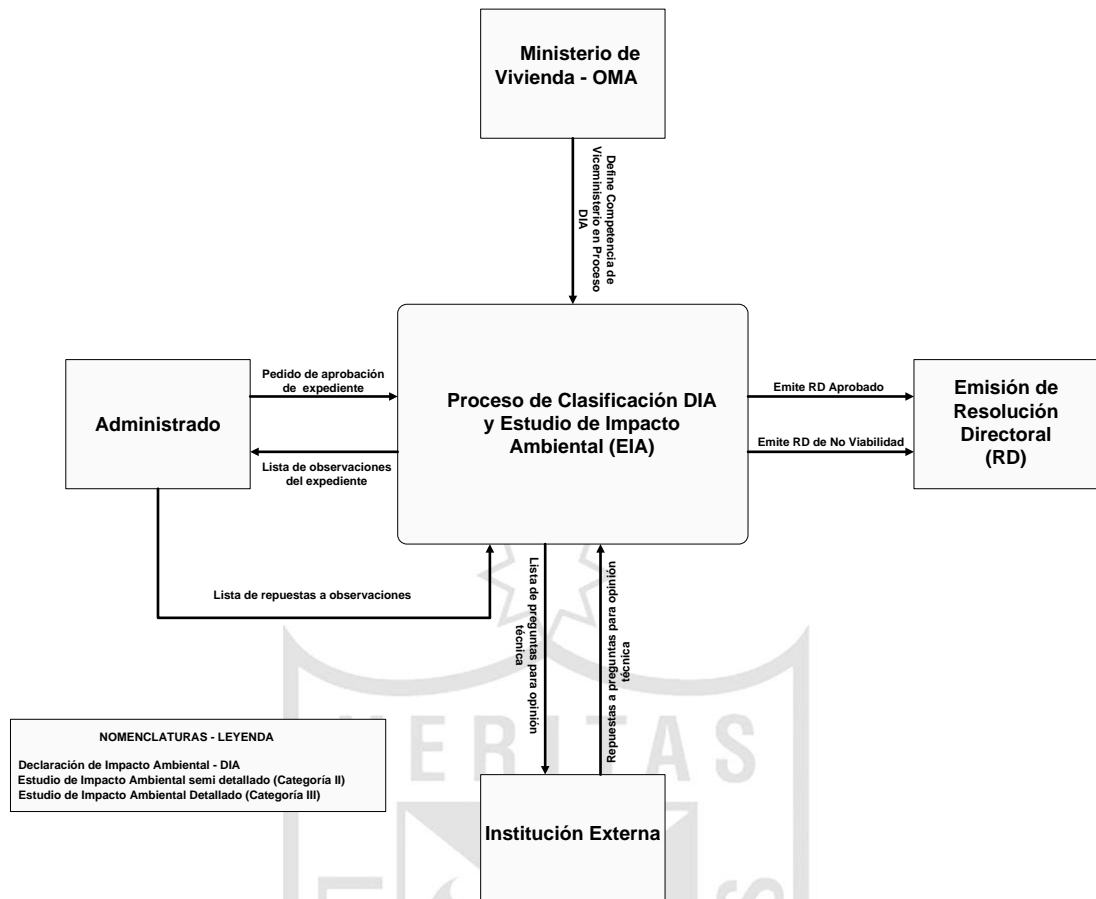 Ministerio de
Vivienda - OMA
Define Competencia de
Viceministerio en Proceso
DIA
Pedido de aprobación
de expediente
Administrado
Lista de observaciones
del expediente
Proceso de Clasificación DIA
y Estudio de Impacto
Ambiental (EIA)
Emite RD Aprobado
Emite RD de No Viabilidad
Emisión de
Resolución
Directoral
(RD)
Lista de repuestas a observaciones
Lista de preguntas para opinión
técnica
Repuestas a preguntas para opinión
técnica
NOMENCLATURAS - LEYENDA
Declaración de Impacto Ambiental - DIA
Estudio de Impacto Ambiental semi detallado (Categoría II)
Estudio de Impacto Ambiental Detallado (Categoría III)
VERITAS
Institución Externa